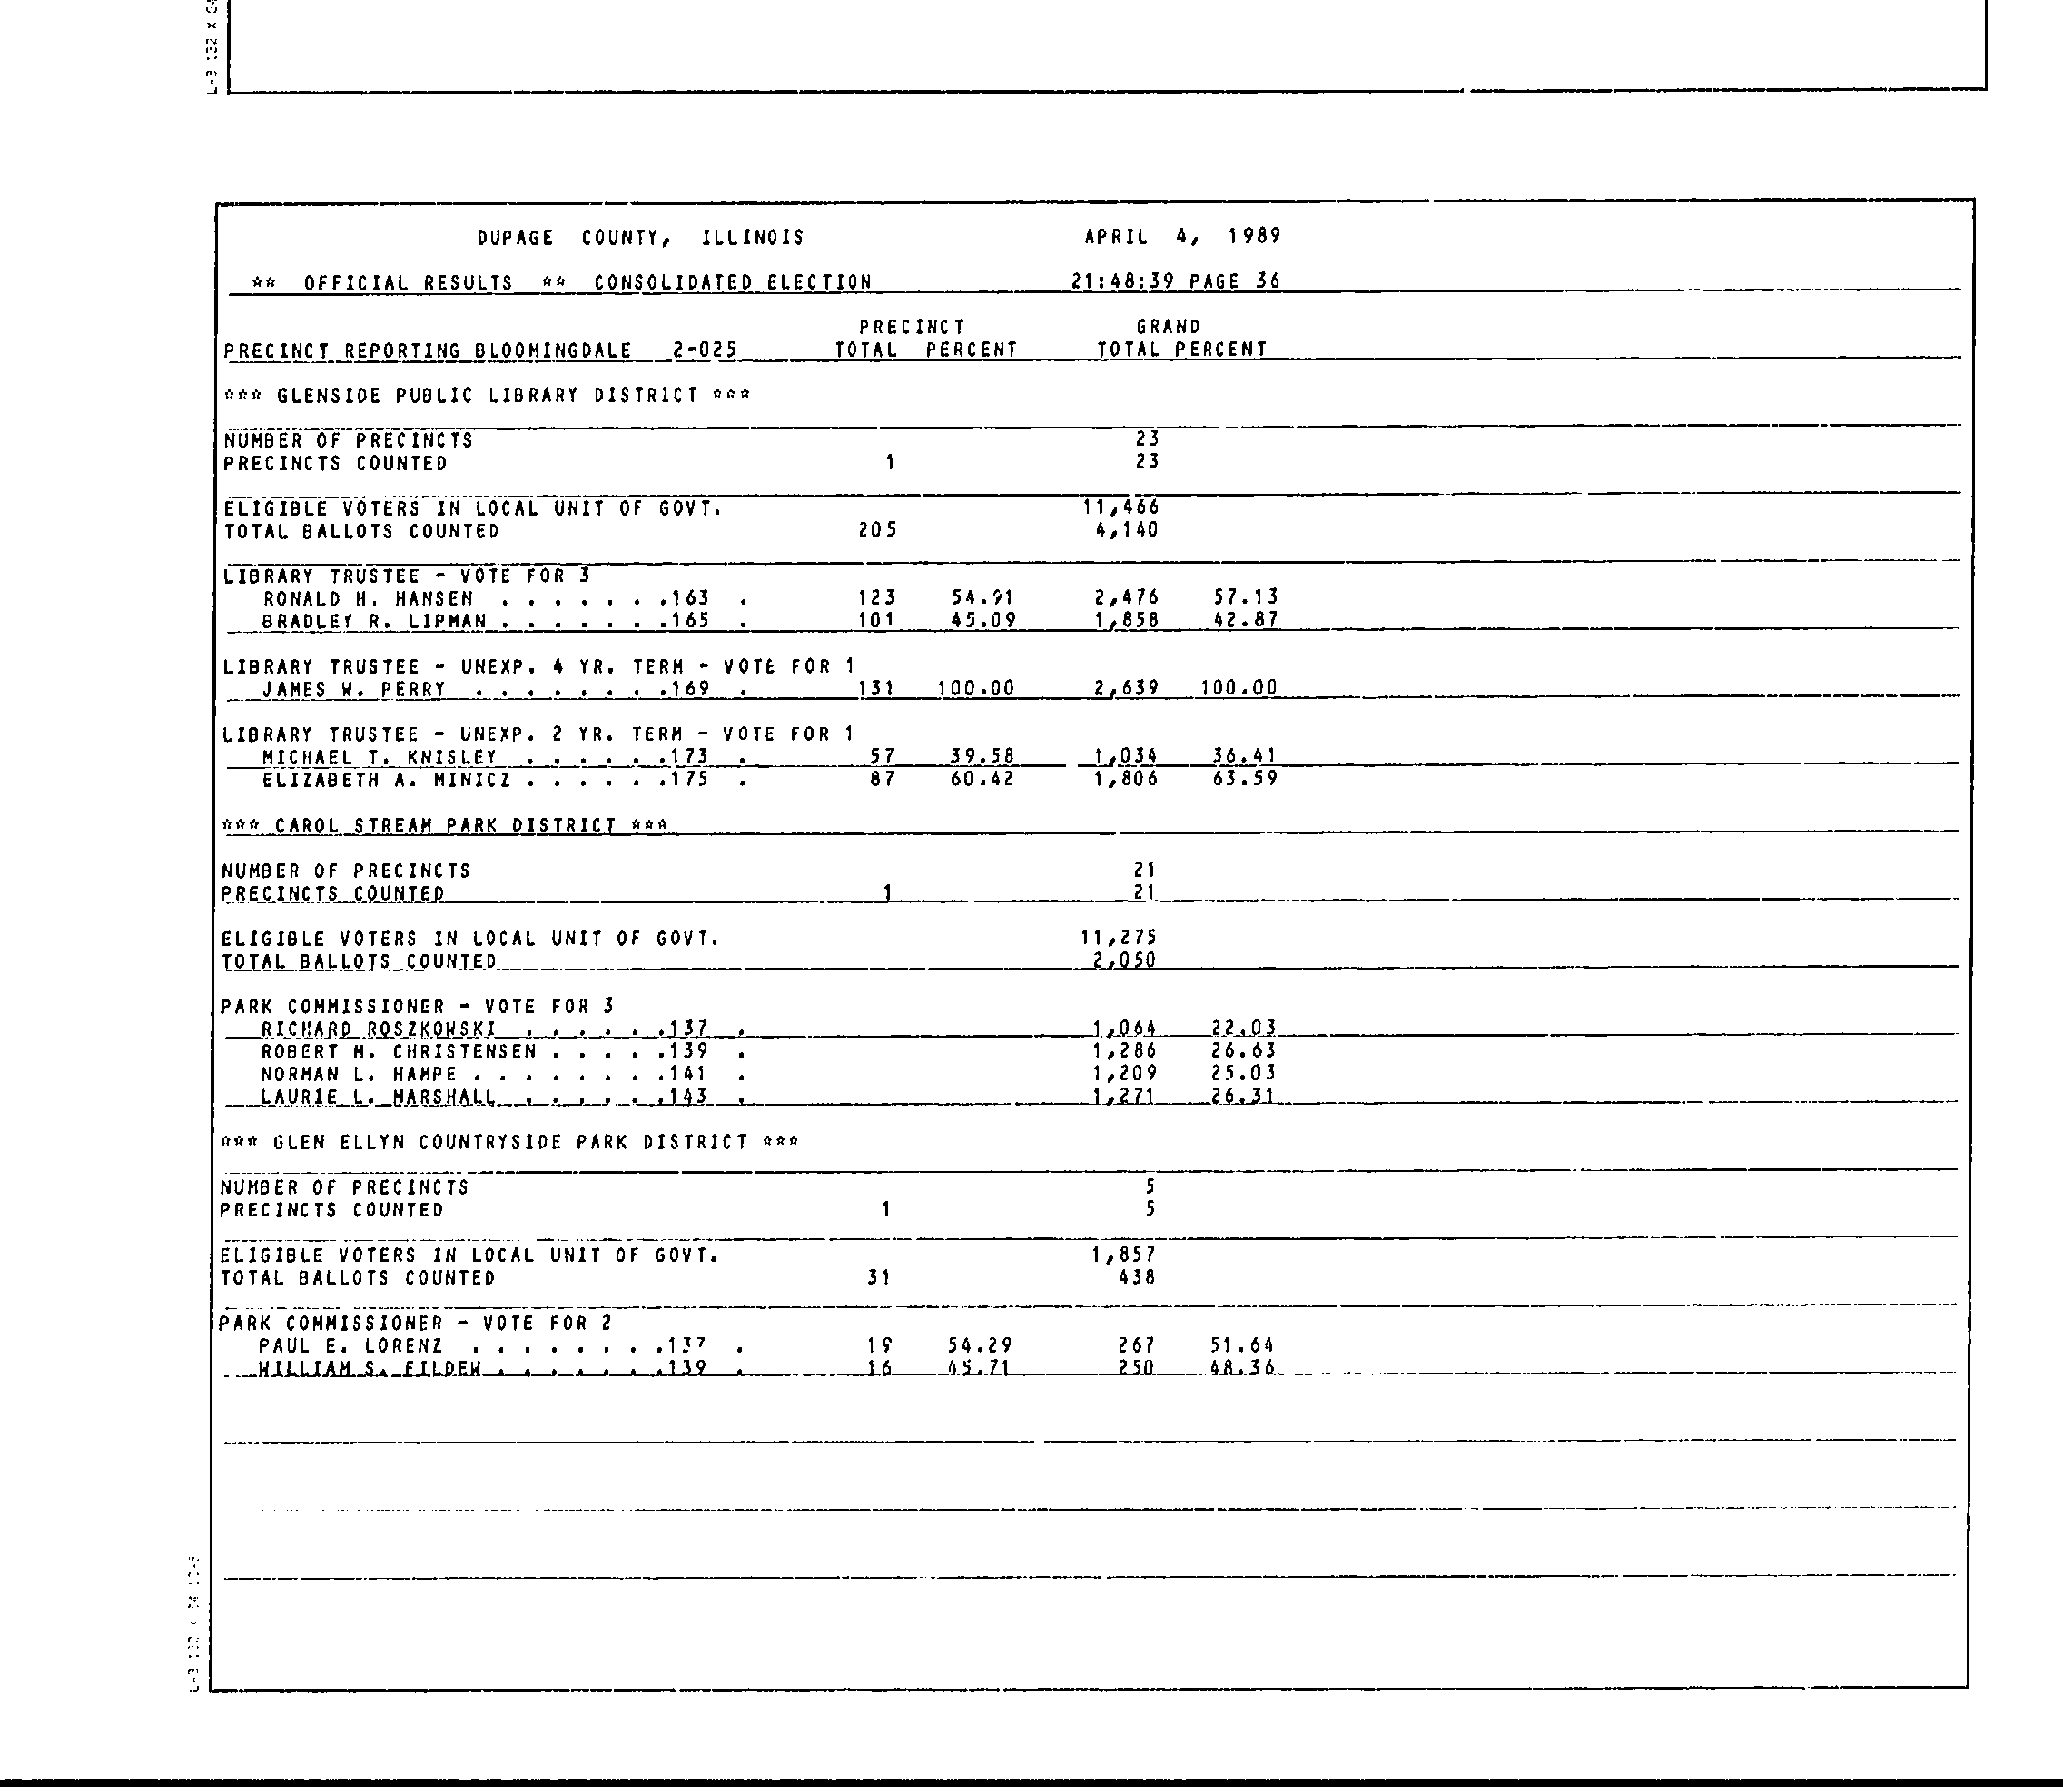 DUPAGE COUNTY, ILLINOIS APRIL 4, 1989
** OFFICIAL RESULTS ** CONSOLIDATED ELECTION 21:48:39 PAGE 36
PRECINCT GRAND
PRECINCT REPORTING BLOOMINGDALE 2-025 TOTAL PERCENT TOTAL PERCENT
*** GLENSIDE PUBLIC LIBRARY DISTRICT ***
NUMBER OF PRECINCTS 23
PRECINCTS COUNTED 1 23
ELIGIBLE VOTERS IN LOCAL UNIT OF GOVT. 11,466
TOTAL BALLOTS COUNTED 205 4,140
LIBRARY TRUSTEE - VOTE FOR 3
RONALD H. HANSEN . . . . . . .163 . 123 54.91 2,476 57.13
BRADLEY R. LIPMAN . . . . . . .165 . 101 45.09 1,858 42.87
LIBRARY TRUSTEE - UNEXP. 4 YR. TERM - VOTE FOR 1
JAMES W. PERRY . . . . . . . .169 . 131 100.00 2,639 100.00
LIBRARY TRUSTEE - UNEXP. 2 YR. TERM - VOTE FOR 1
MICHAEL T. KNISLEY . . . . . .173 . 57 39.58 1,034 36.41
ELIZABETH A. MINICZ . . . . . .175 . 87 60.42 1,806 63.59
*** CAROL STREAM PARK DISTRICT ***
NUMBER OF PRECINCTS 21
PRECINCTS COUNTED 1 21
ELIGIBLE VOTERS IN LOCAL UNIT OF GOVT. 11,275
TOTAL BALLOTS COUNTED 2,050
PARK COMMISSIONER - VOTE FOR 3
RICHARD ROSZKOWSKI . . . . . .137 . 1,064 22.03
ROBERT M. CHRISTENSEN . . . . .139 . 1,286 26.63
NORMAN L. HAMPE . . . . . . . .141 . 1,209 25.03
LAURIE L. MARSHALL . . . . . .143 . 1,271 26.31
*** GLEN ELLYN COUNTRYSIDE PARK DISTRICT ***
NUMBER OF PRECINCTS 5
PRECINCTS COUNTED 1 5
ELIGIBLE VOTERS IN LOCAL UNIT OF GOVT. 1,857
TOTAL BALLOTS COUNTED 31 438
PARK COMMISSIONER - VOTE FOR 2
PAUL E. LORENZ . . . . . . . .137 . 19 54.29 267 51.64
WILLIAM S. FILDEW . . . . . . .139 . 16 45.71 250 48.36